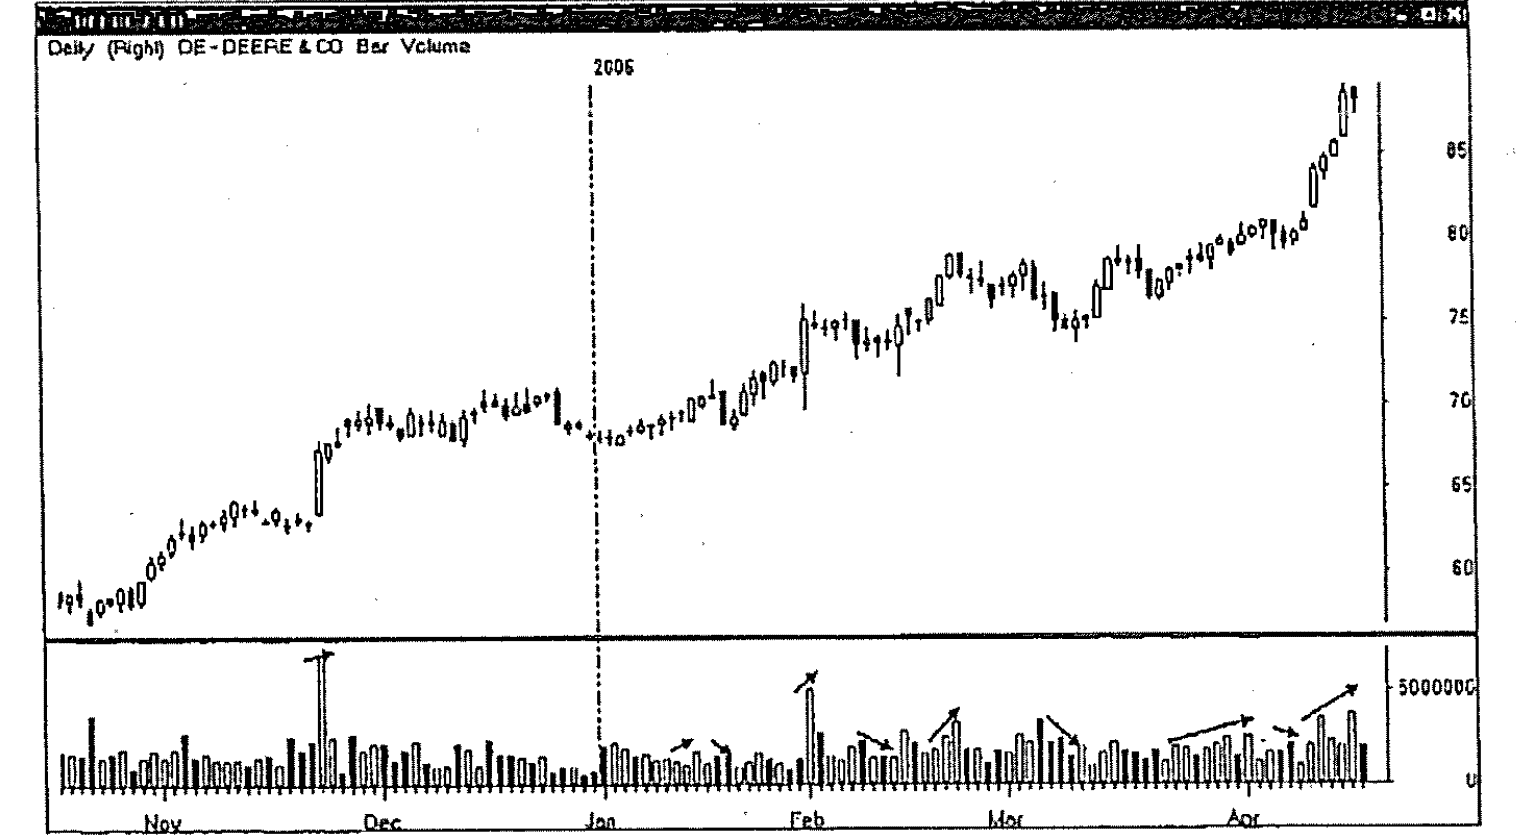 Daily (Right) DE - DEERE & CO Bar Volume
2006
85
80
75
70
65
60
5000000
0
Nov
Dec
Jan
Feb
Mar
Apr